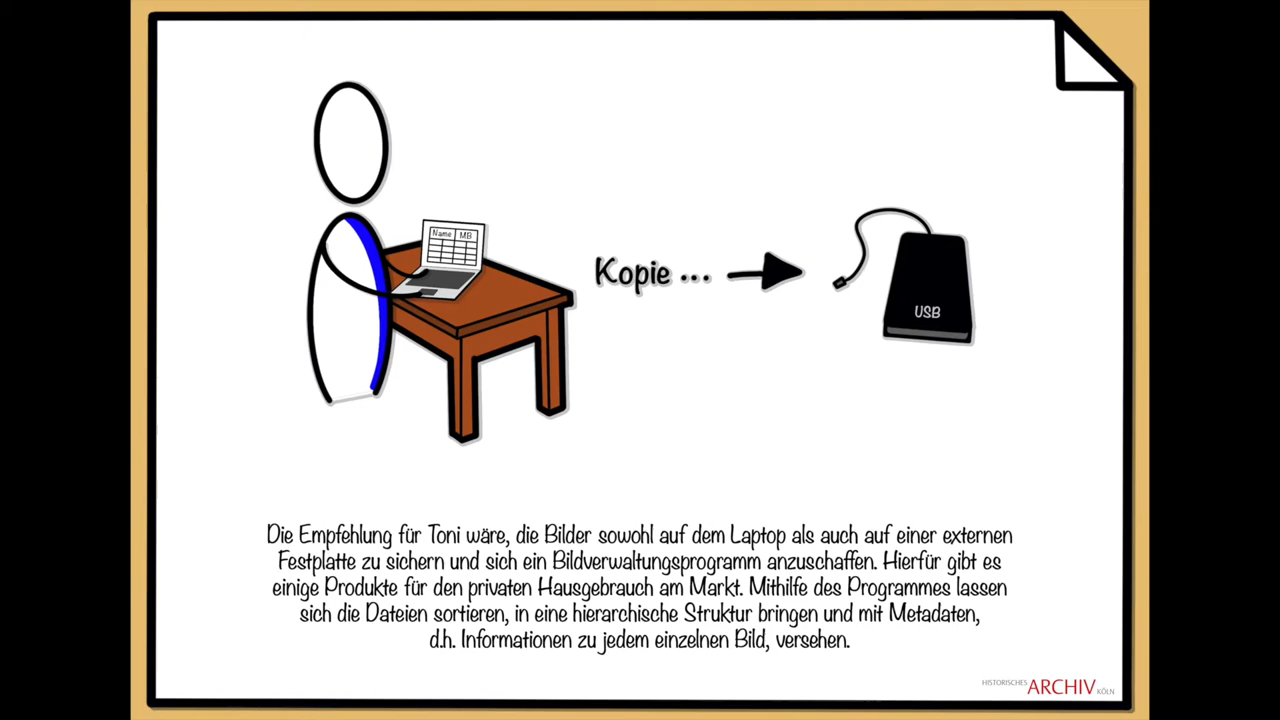 Name MB
Kopie ...
USB
Die Empfehlung für Toni wäre, die Bilder sowohl auf dem Laptop als auch auf einer externen
Festplatte zu sichern und sich ein Bildverwaltungsprogramm anzuschaffen. Hierfür gibt es
einige Produkte für den privaten Hausgebrauch am Markt. Mithilfe des Programmes lassen
sich die Dateien sortieren, in eine hierarchische Struktur bringen und mit Metadaten,
d.h. Informationen zu jedem einzelnen Bild, versehen.
HISTORISCHES ARCHIV KÖLN